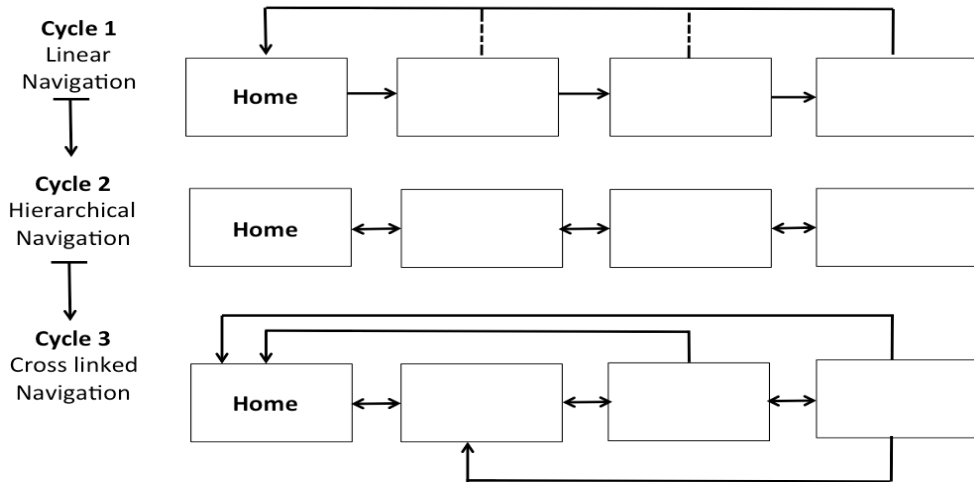 Cycle 1
Linear
Navigation
Home
Cycle 2
Hierarchical
Navigation
Home
Cycle 3
Cross linked
Navigation
Home